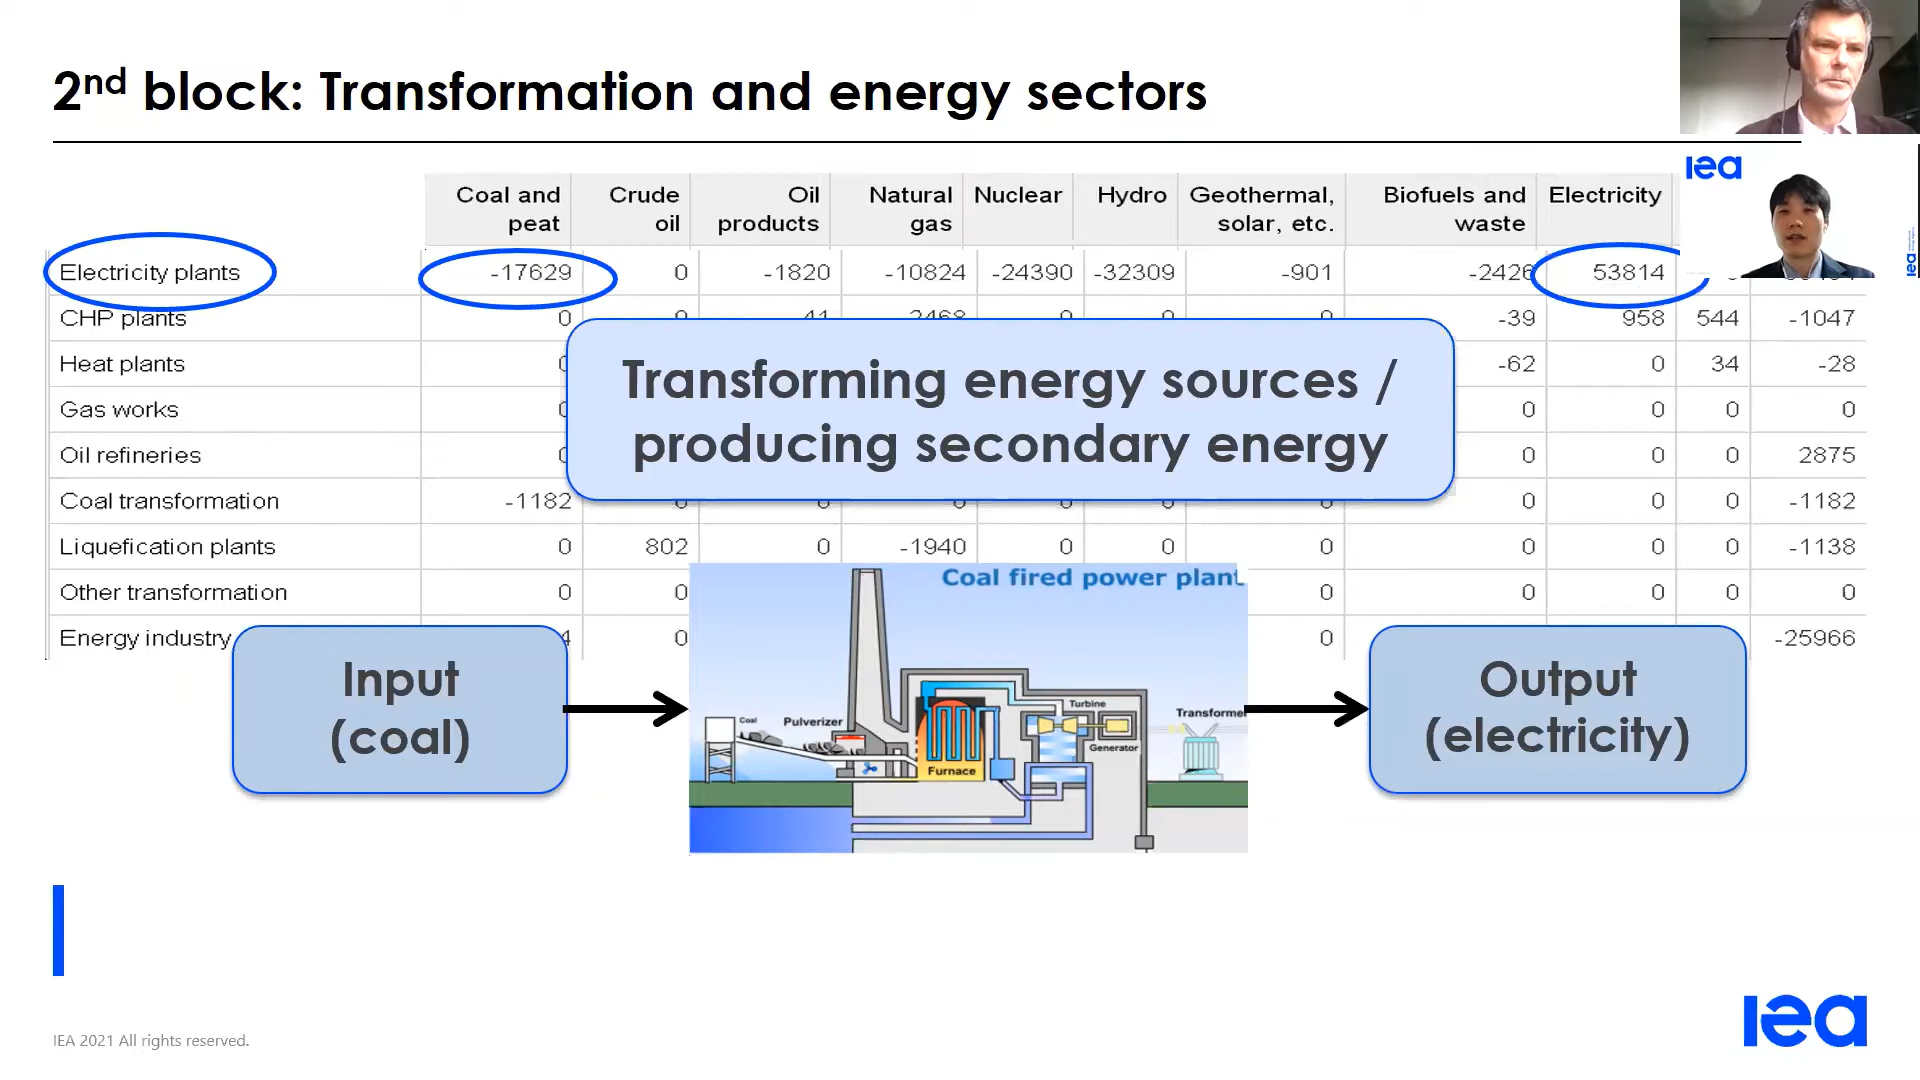 2nd block: Transformation and energy sectors
iea
Coal and peat Crude oil Oil products Natural gas Nuclear Hydro Geothermal, solar, etc. Biofuels and waste Electricity
Electricity plants -17629 0 -1820 -10824 -24390 -32309 -901 -2426 53814
CHP plants 0 -39 958 544 -1047
Heat plants -62 0 34 -28
Gas works 0 0 0 0
Oil refineries 0 0 0 2875
Coal transformation -1182 0 0 0 -1182
Liquefication plants 0 802 0 -1940 0 0 0 0 0 0 -1138
Other transformation 0 0 0 0 0 0 0
Energy industry 0 0 -25966
Transforming energy sources /
producing secondary energy
Input
(coal)
Coal fired power plant
Coal
Pulverizer
Furnace
Turbine
Generator
Transformer
Output
(electricity)
IEA 2021 All rights reserved.
iea